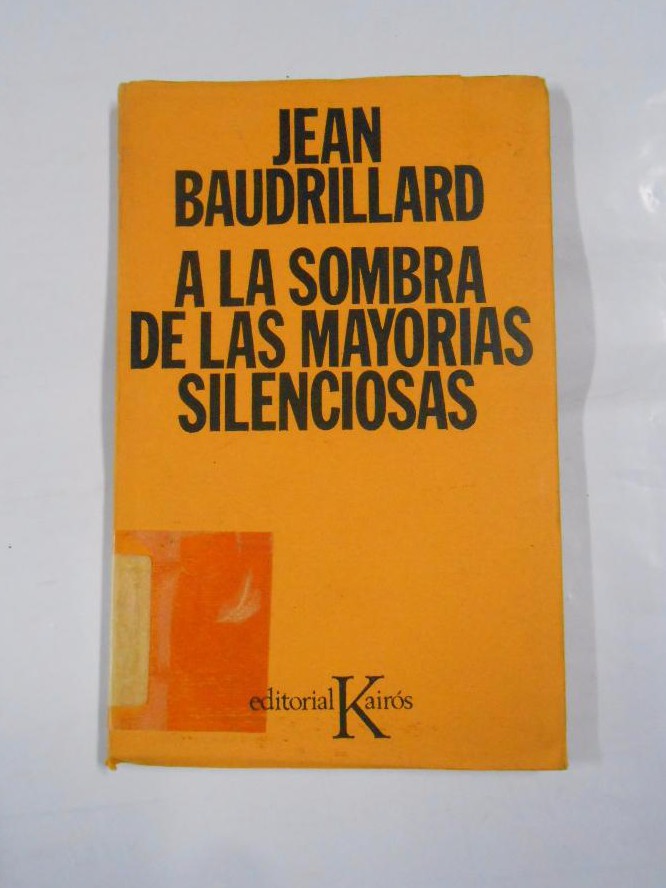 JEAN
BAUDRILLARD
A LA SOMBRA
DE LAS MAYORIAS
SILENCIOSAS
editorial Kairós